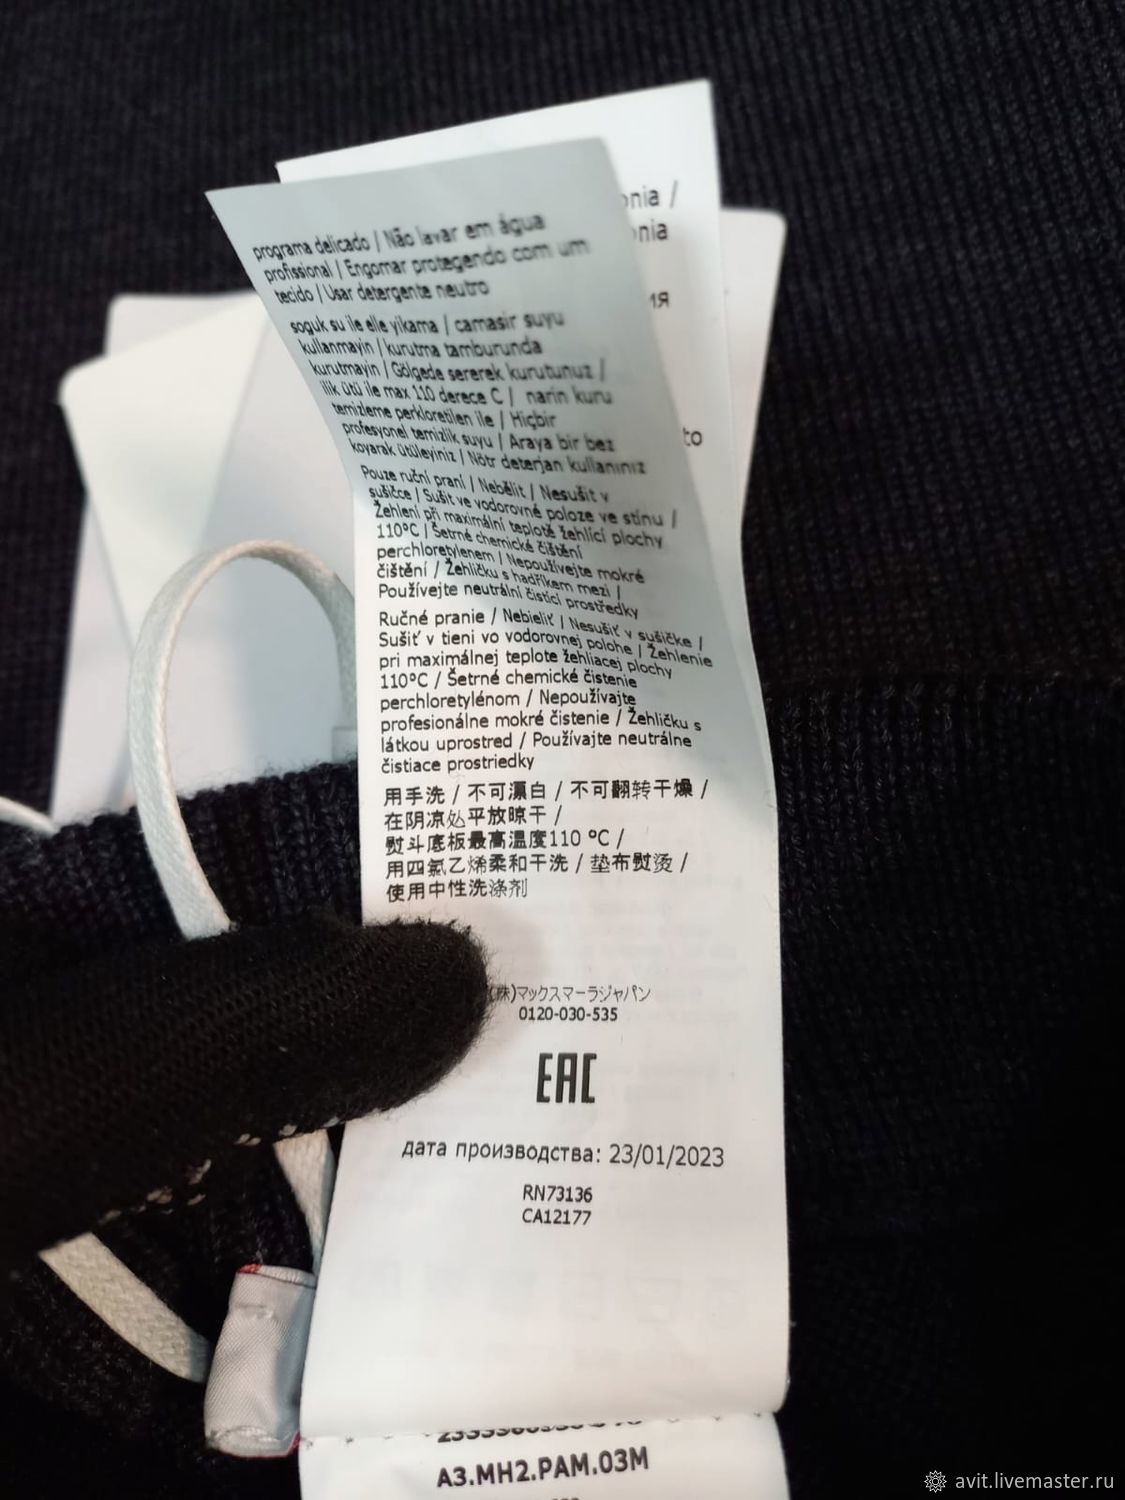 programa delicado / Não lavar em água
profissional / Engomar protegendo com um
tecido / Usar detergente neutro
soguk su ile elle yikama / camasir suyu
kullanmayin / kurutma tamburunda
kurutmayin / Gölgede sererek kurutunuz /
ilik ütü ile max 110 derece C / narin kuru
temizleme perkloretilen ile / Hiçbir
profesyonel temizlik suyu / Araya bir bez
koyarak ütüleyiniz / Nötr deterjan kullanınız
Pouze ruční praní / Nebělit / Nesušit v
sušičce / Sušit ve vodorovné poloze ve stínu /
Žehlení při maximální teplotě žehlící plochy
110°C / Šetrné chemické čištění
perchloretylenem / Nepoužívejte mokré
čištění / Žehličku s hadříkem mezi /
Používejte neutrální čistící prostředky
Ručné pranie / Nebieliť / Nesušiť v sušičke /
Sušiť v tieni vo vodorovnej polohe / Žehlenie
pri maximálnej teplote žehliacej plochy
110°C / Šetrné chemické čistenie
perchloretylénom / Nepoužívajte
profesionálne mokré čistenie / Žehličku s
látkou uprostred / Používajte neutrálne
čistiace prostriedky
用手洗 / 不可漂白 / 不可翻转干燥 /
在阴凉处平放晾干 /
熨斗底板最高温度110 °C /
用四氯乙烯柔和干洗 / 垫布熨烫 /
使用中性洗涤剂
(株)マックスマーラジャパン
0120-030-535
EAC
дата производства: 23/01/2023
RN73136
CA12177
A3.MH2.PAM.03M
onia /
onia
ия
to
avit.livemaster.ru